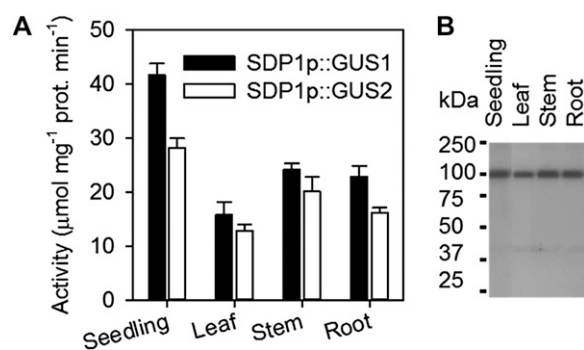 A
Activity (μmol mg⁻¹ prot. min⁻¹)
50
40
30
20
10
0
SDP1p::GUS1
SDP1p::GUS2
Seedling
Leaf
Stem
Root
B
kDa
Seedling
Leaf
Stem
Root
250
100
75
50
37
25